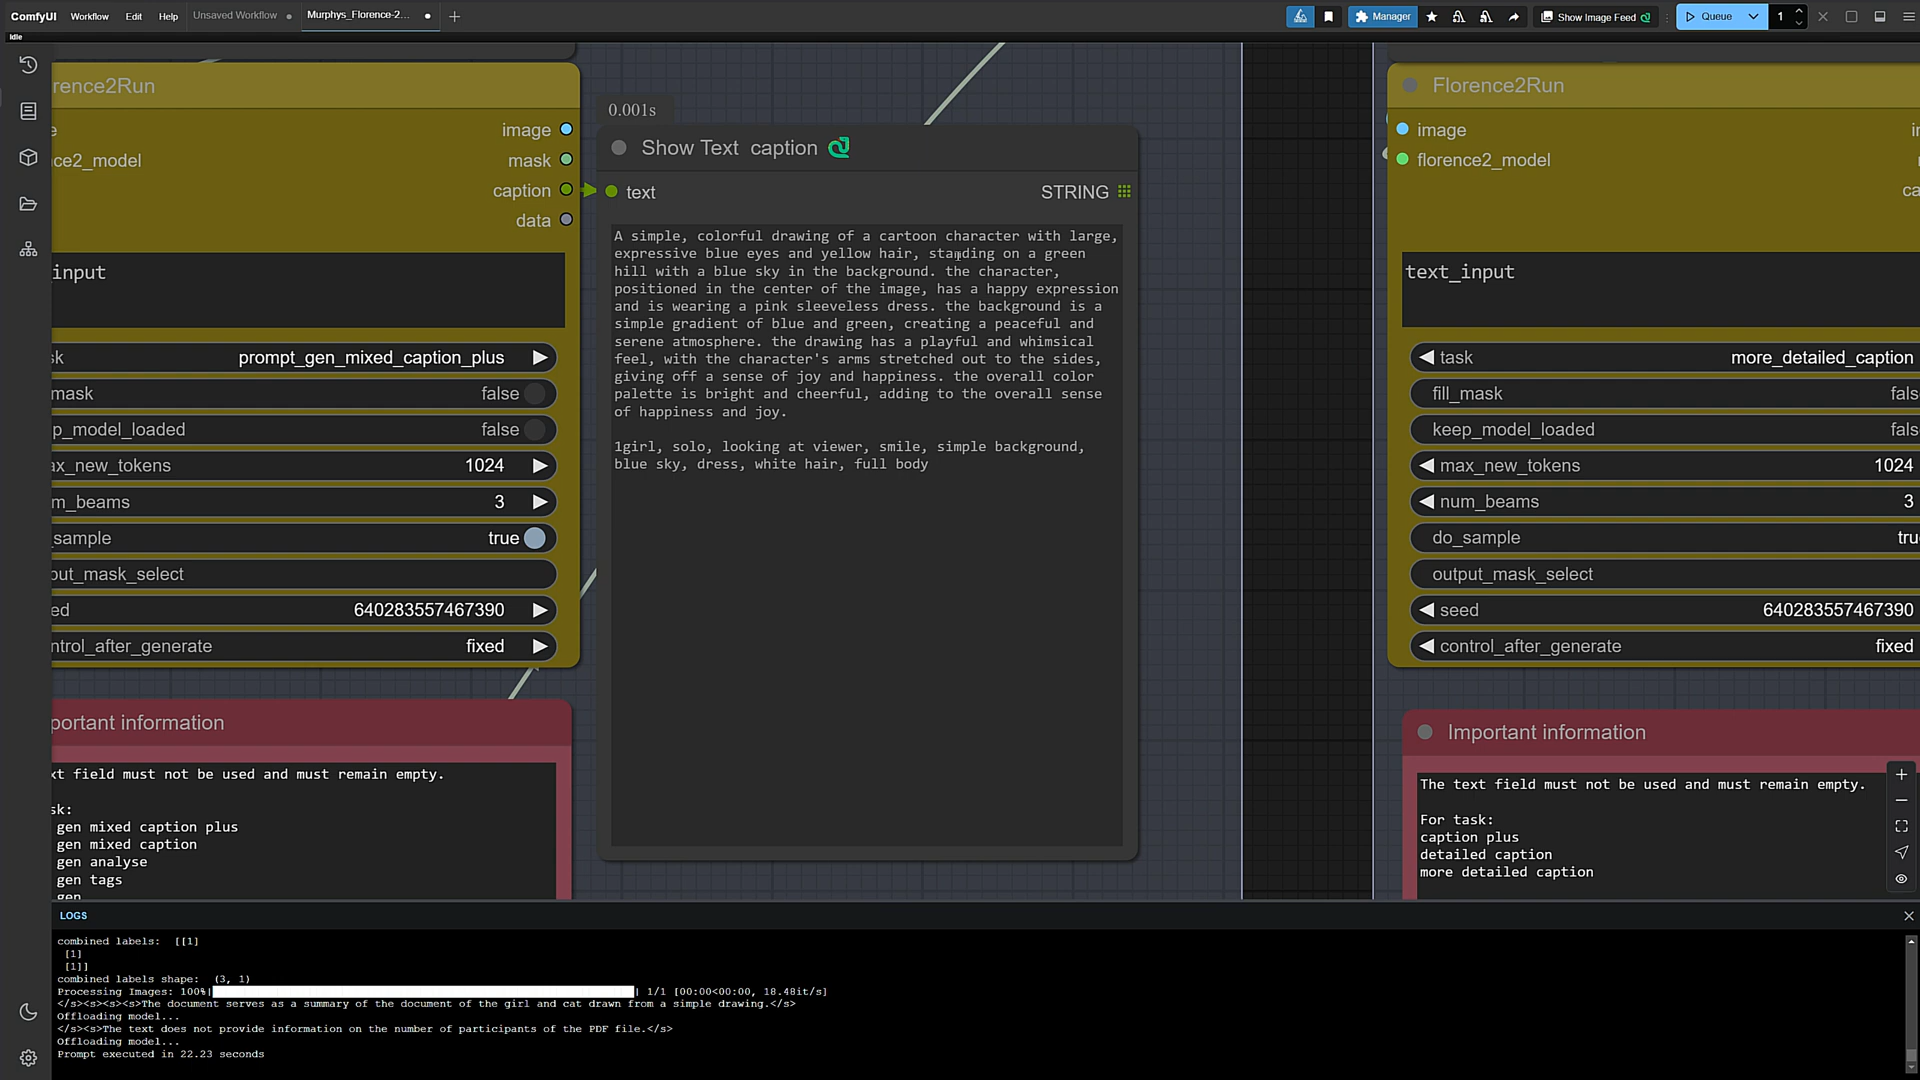 ComfyUI Workflow Edit Help Unsaved Workflow Murphys_Florence-2... Manager Show Image Feed Queue 1
Idle
rence2Run
image
ce2_model
mask
caption
data
_input
prompt_gen_mixed_caption_plus
mask false
p_model_loaded false
ax_new_tokens 1024
m_beams 3
_sample true
put_mask_select
ed 640283557467390
ntrol_after_generate fixed
portant information
xt field must not be used and must remain empty.
sk:
gen mixed caption plus
gen mixed caption
gen analyse
gen tags
gen
0.001s
Show Text caption
text STRING
A simple, colorful drawing of a cartoon character with large,
expressive blue eyes and yellow hair, standing on a green
hill with a blue sky in the background. the character,
positioned in the center of the image, has a happy expression
and is wearing a pink sleeveless dress. the background is a
simple gradient of blue and green, creating a peaceful and
serene atmosphere. the drawing has a playful and whimsical
feel, with the character's arms stretched out to the sides,
giving off a sense of joy and happiness. the overall color
palette is bright and cheerful, adding to the overall sense
of happiness and joy.
1girl, solo, looking at viewer, smile, simple background,
blue sky, dress, white hair, full body
Florence2Run
image
florence2_model
ca
text_input
task more_detailed_caption
fill_mask fals
keep_model_loaded fals
max_new_tokens 1024
num_beams 3
do_sample tru
output_mask_select
seed 640283557467390
control_after_generate fixed
Important information
The text field must not be used and must remain empty.
For task:
caption plus
detailed caption
more detailed caption
LOGS
combined labels: [[1]
[1]
[1]]
combined labels shape: (3, 1)
Processing Images: 100%| | 1/1 [00:00<00:00, 18.48it/s]
</s><s><s><s>The document serves as a summary of the document of the girl and cat drawn from a simple drawing.</s>
Offloading model...
</s><s>The text does not provide information on the number of participants of the PDF file.</s>
Offloading model...
Prompt executed in 22.23 seconds